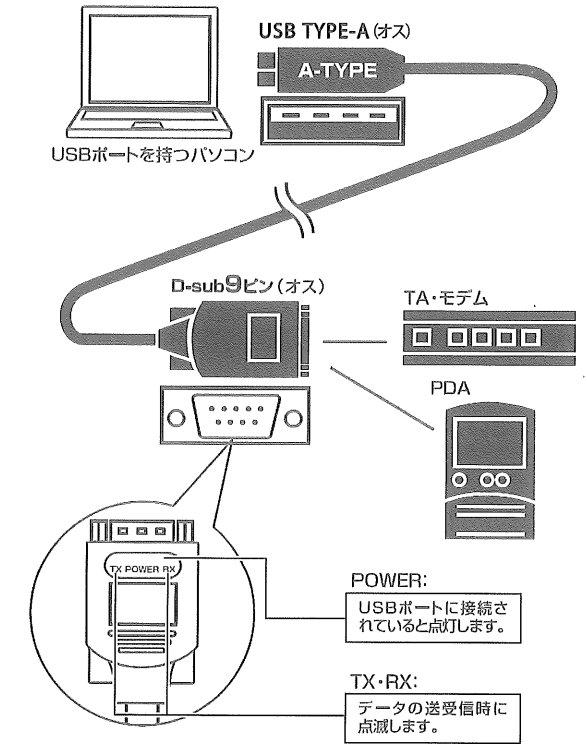 USB TYPE-A(オス)
A-TYPE
USBポートを持つパソコン
D-sub9ピン(オス)
TA・モデム
PDA
TX POWER RX
POWER:
USBポートに接続さ
れていると点灯します。
TX・RX:
データの送受信時に
点滅します。